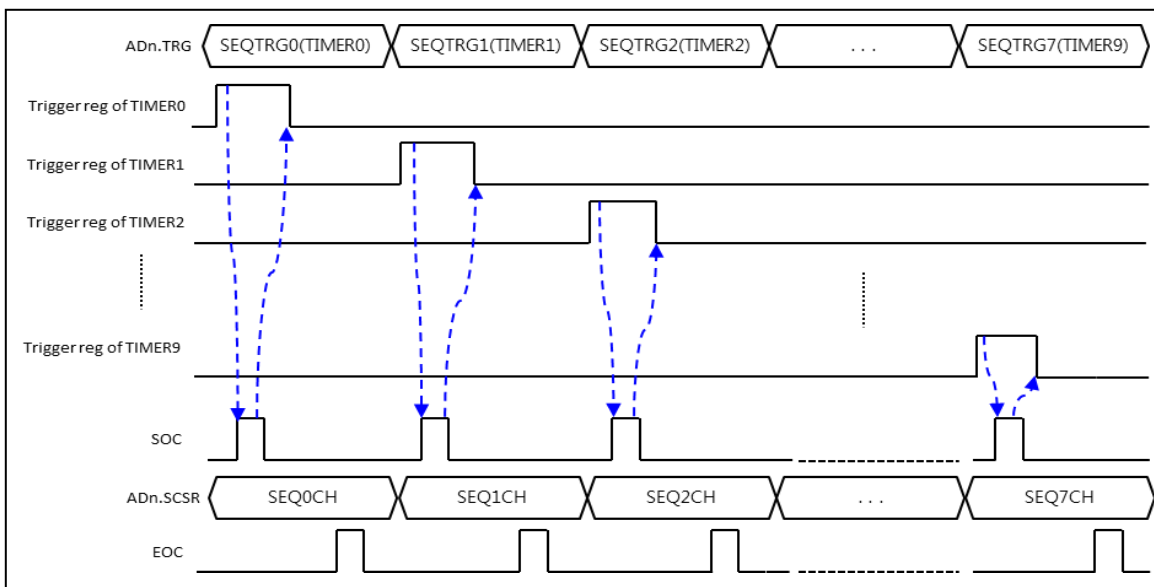 ADn.TRG SEQTRG0(TIMER0) SEQTRG1(TIMER1) SEQTRG2(TIMER2) . . . SEQTRG7(TIMER9)
Trigger reg of TIMER0
Trigger reg of TIMER1
Trigger reg of TIMER2
Trigger reg of TIMER9
SOC
ADn.SCSR SEQ0CH SEQ1CH SEQ2CH . . . SEQ7CH
EOC